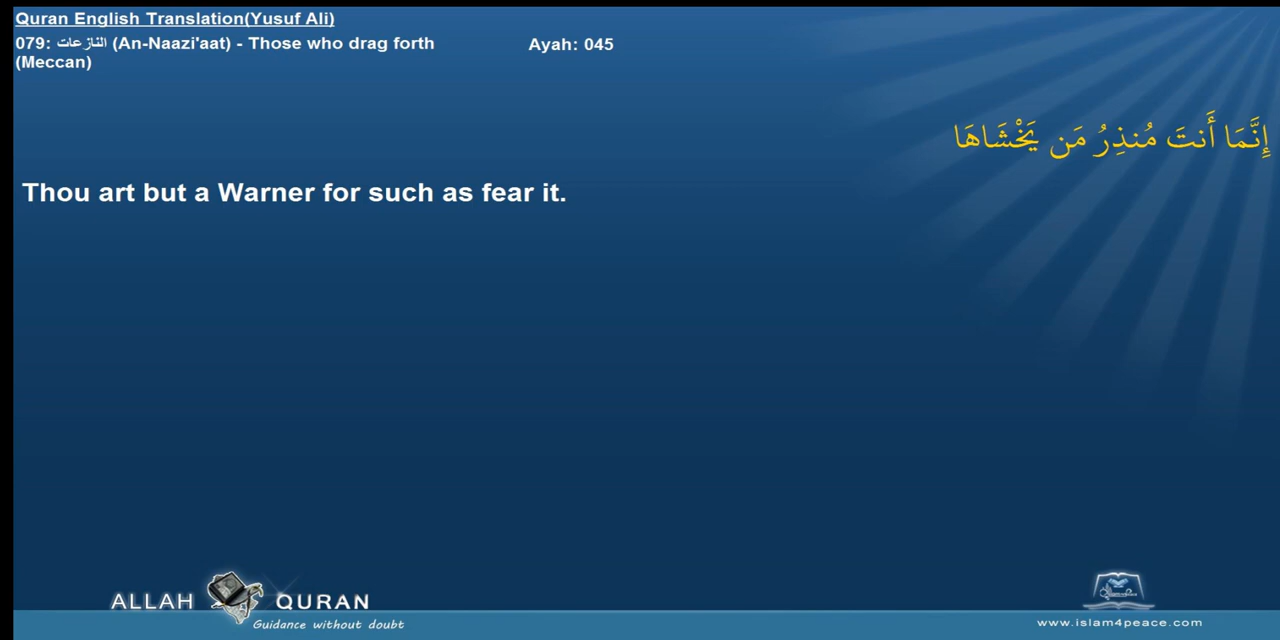 Quran English Translation(Yusuf Ali)
079: النازعات (An-Naazi'aat) - Those who drag forth
(Meccan)
Ayah: 045
إِنَّمَا أَنتَ مُنذِرُ مَن يَخْشَاهَا
Thou art but a Warner for such as fear it.
ALLAH QURAN
Guidance without doubt
www.islam4peace.com